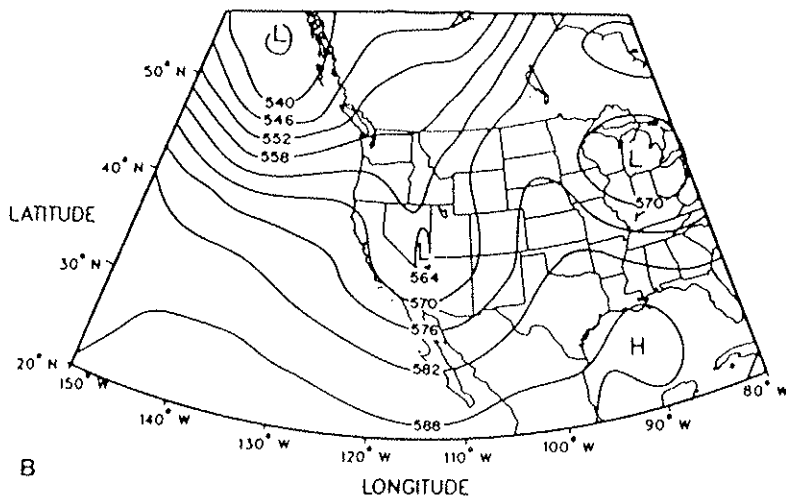 L
50° N
540
546
552
558
40° N
L
570
LATITUDE
30° N
L
564
570
576
H
582
20° N
150° W
588
80° W
140° W
90° W
130° W
100° W
120° W
110° W
B
LONGITUDE